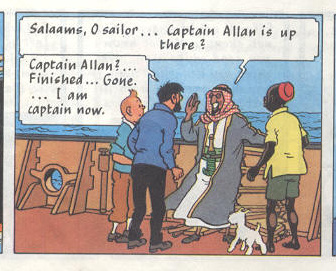 Salaams, O sailor... Captain Allan is up
there?
Captain Allan?...
Finished... Gone.
... I am
captain now.